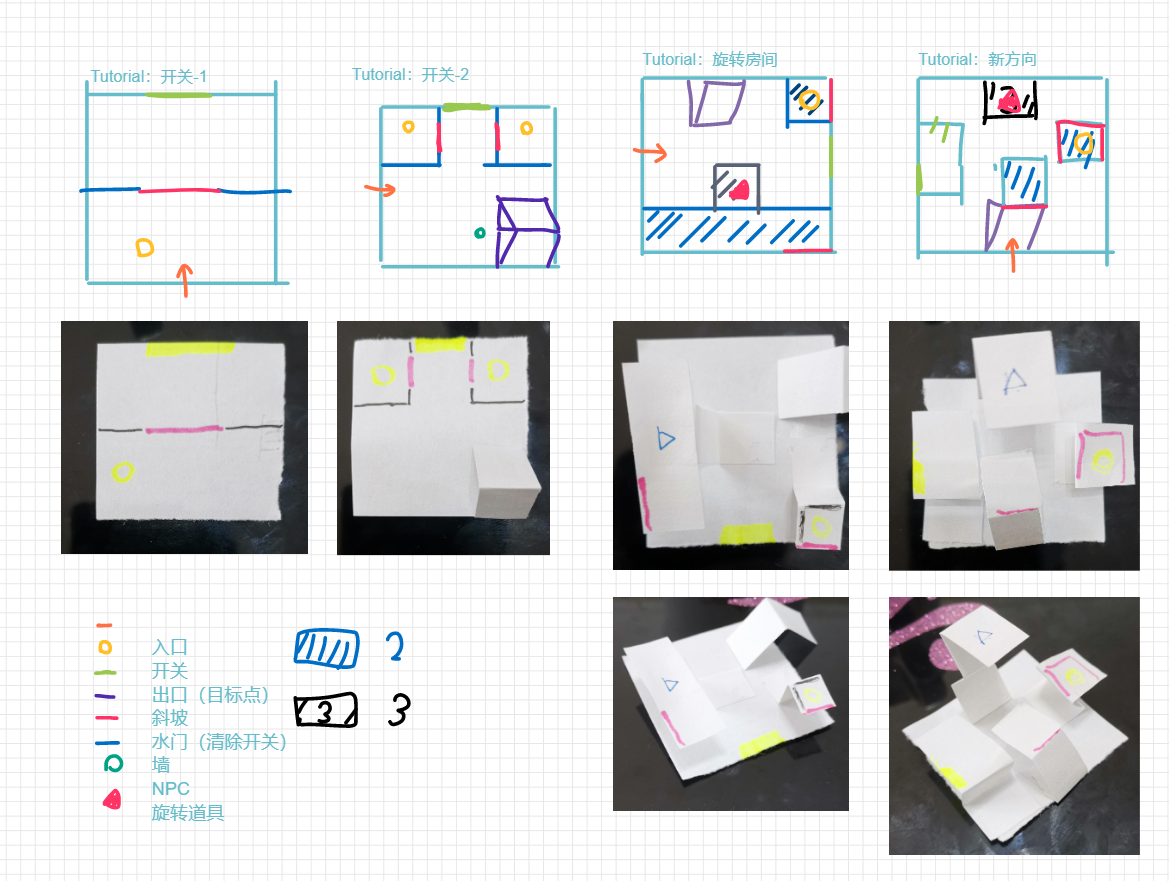 Tutorial：开关-1
Tutorial：开关-2
Tutorial：旋转房间
Tutorial：新方向
入口
开关
出口（目标点）
斜坡
水门（清除开关）
墙
NPC
旋转道具
2
3
3